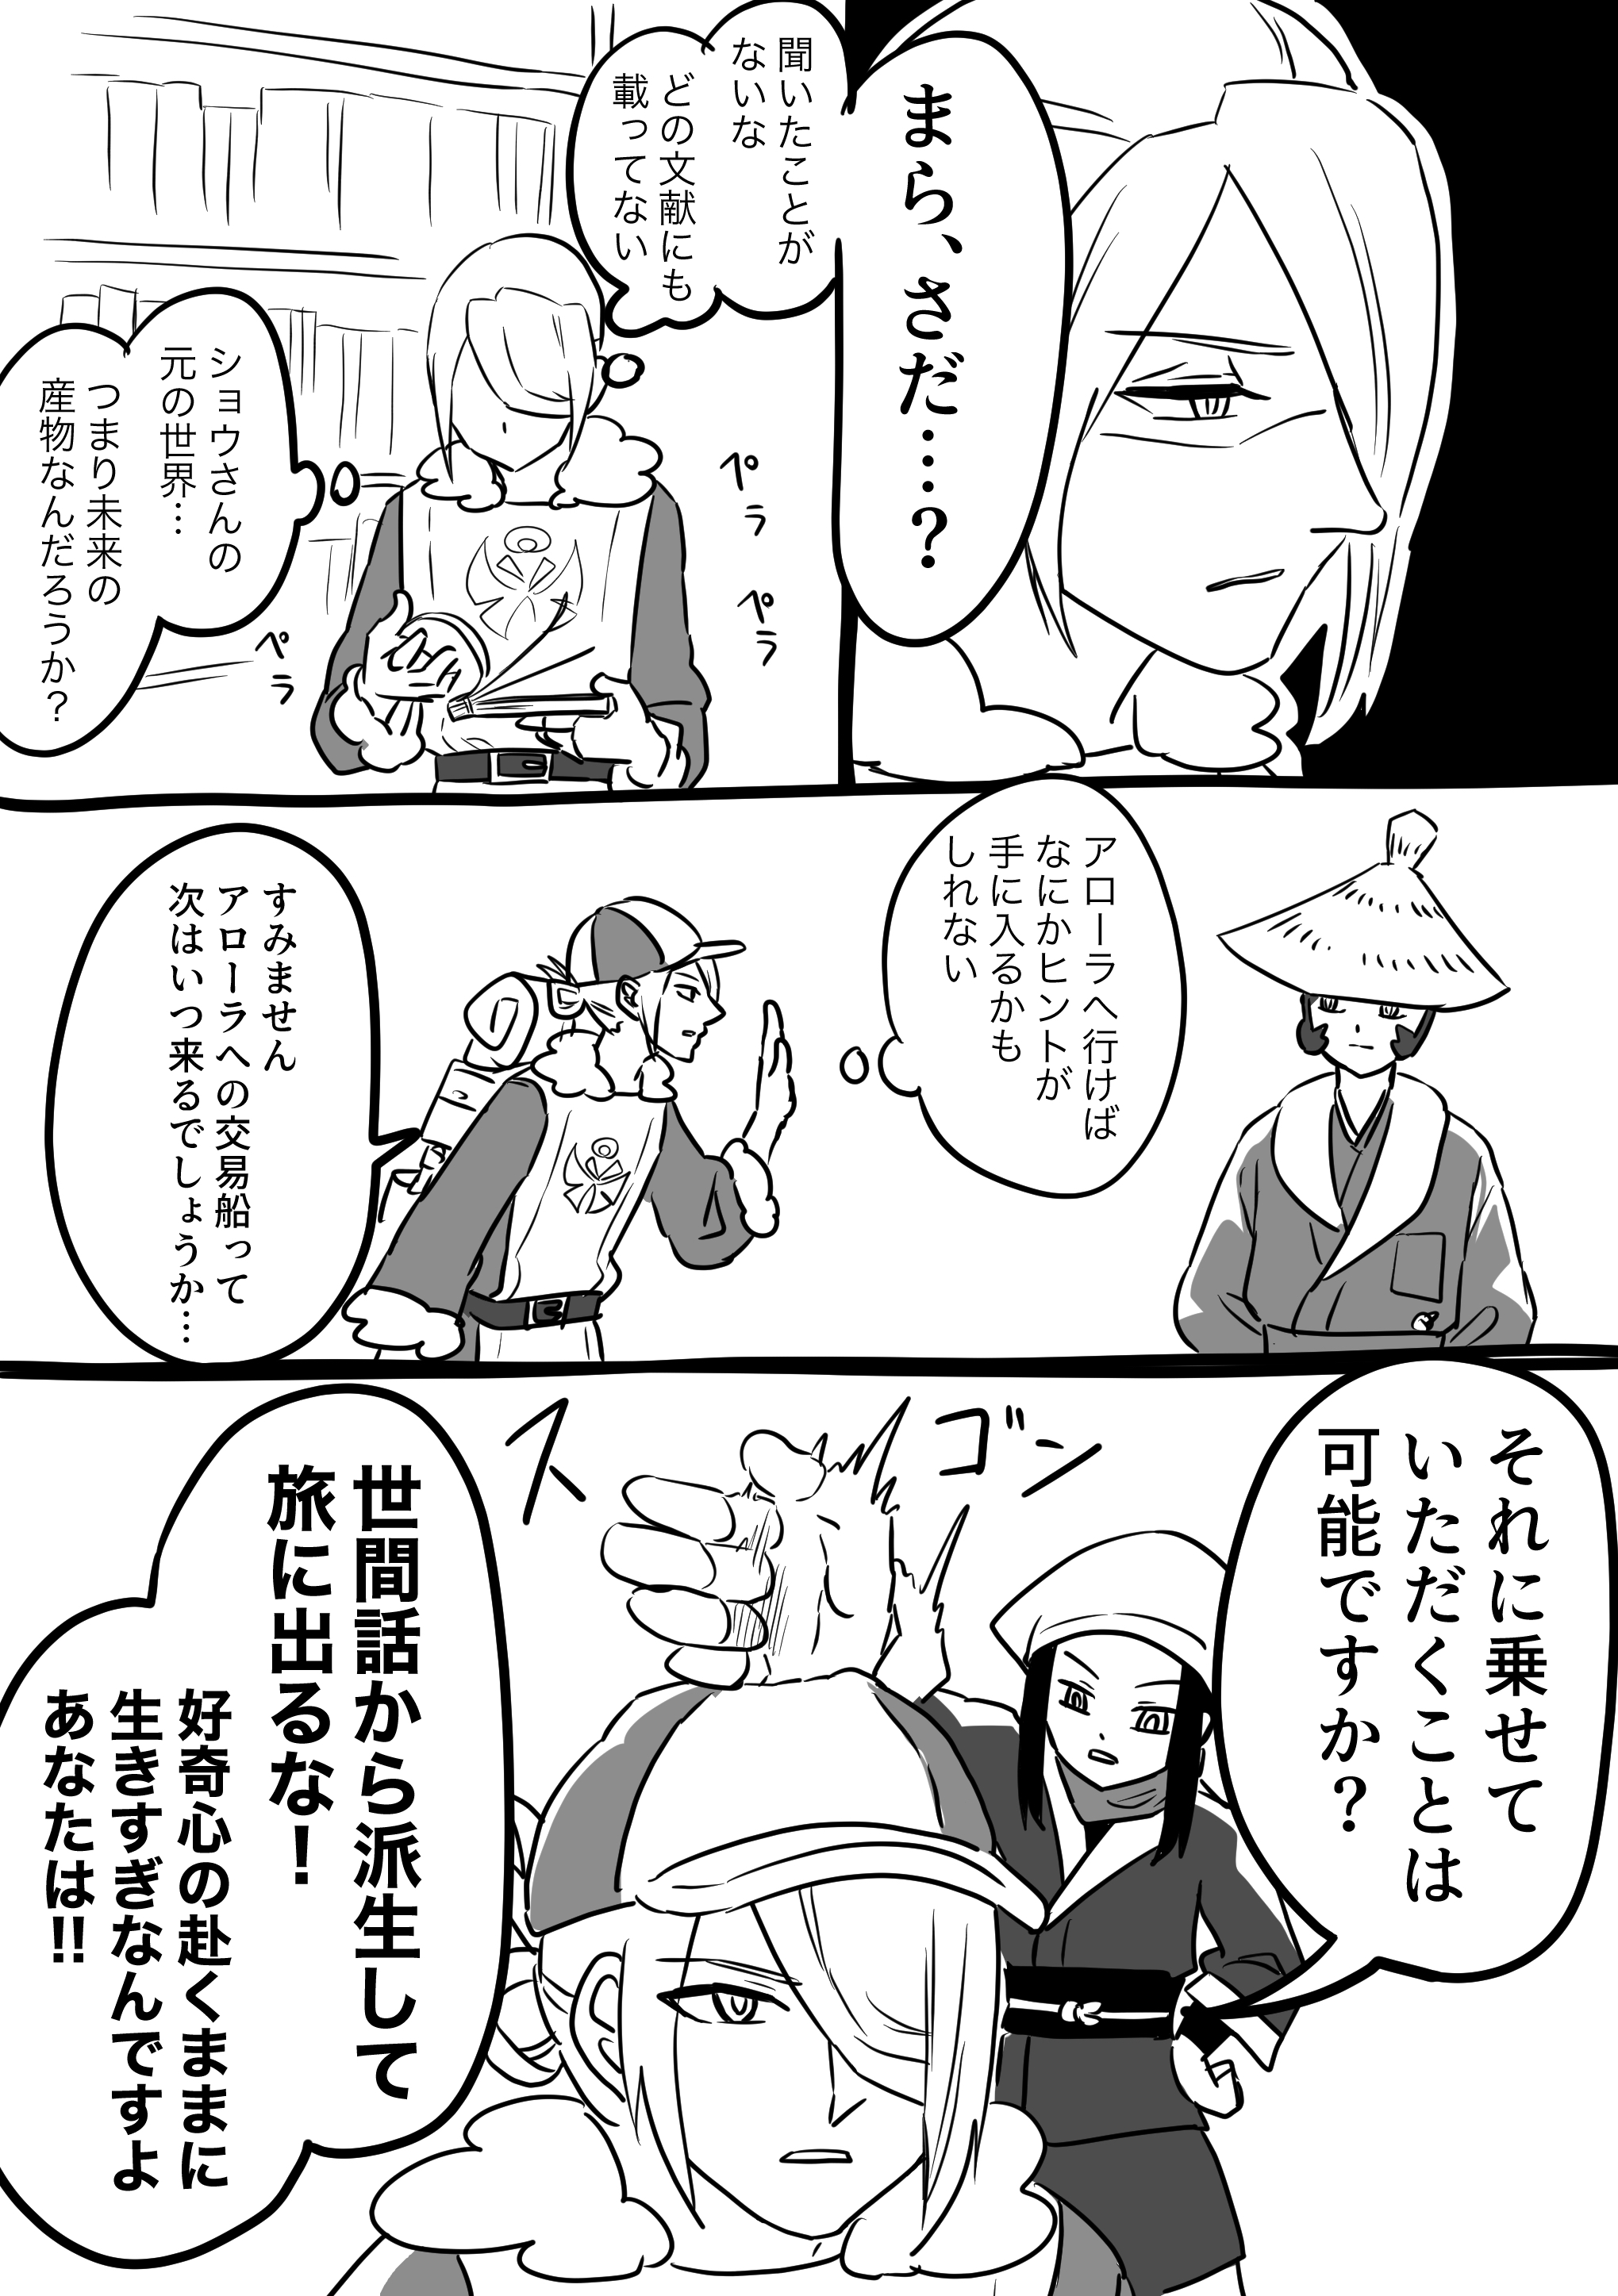 まら、さだ……？
聞いたことが
ないな
どの文献にも
載ってない
ペラ
ペラ
ペラ
ショウさんの
元の世界…
つまり未来の
産物なんだろうか？
アローラへ行けば
なにかヒントが
手に入るかも
しれない
すみません
アローラへの交易船って
次はいつ来るでしょうか…
それに乗せて
いただくことは
可能ですか？
ゴン
ス
世間話から派生して
旅に出るな！
好奇心の赴くままに
生きすぎなんですよ
あなたは!!